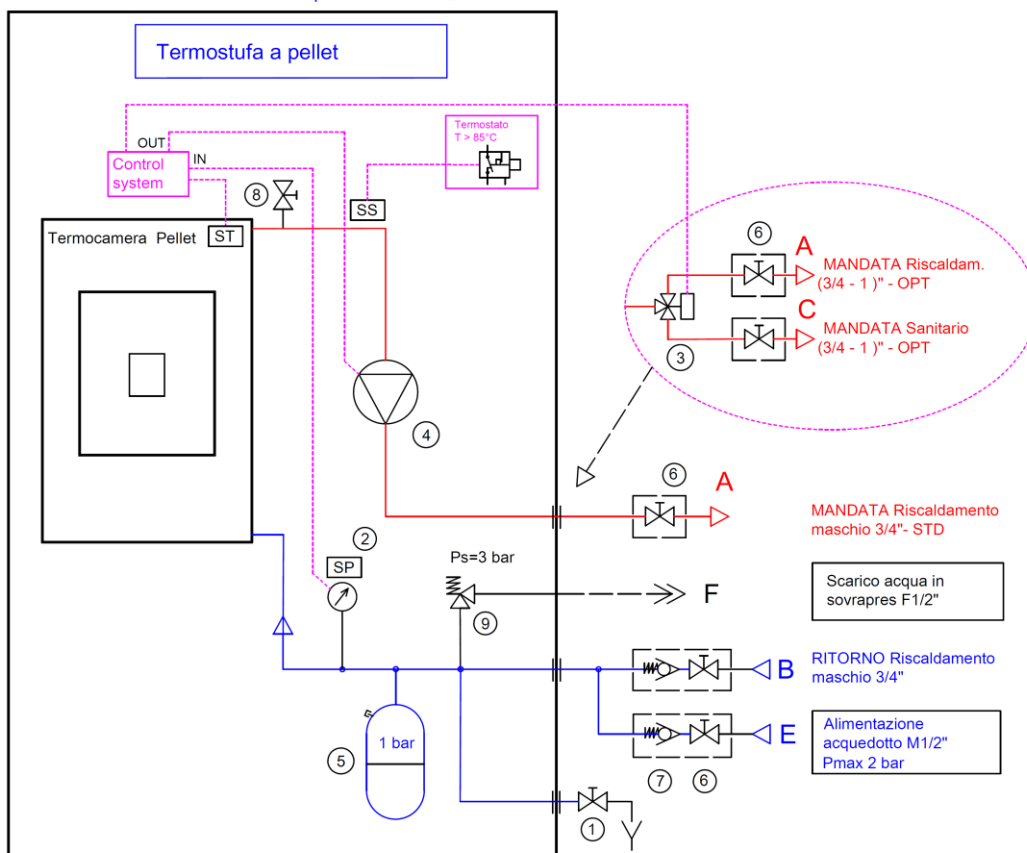 Termostufa a pellet
Termostato
T > 85°C
OUT
IN
Control
system
8
SS
Termocamera Pellet
ST
6
A
MANDATA Riscaldam.
(3/4 - 1 )" - OPT
C
MANDATA Sanitario
(3/4 - 1 )" - OPT
3
4
6
A
MANDATA Riscaldamento
maschio 3/4"- STD
2
SP
Ps=3 bar
9
F
Scarico acqua in
sovrapres F1/2"
B
RITORNO Riscaldamento
maschio 3/4"
5
1 bar
E
Alimentazione
acquedotto M1/2"
Pmax 2 bar
7
6
1